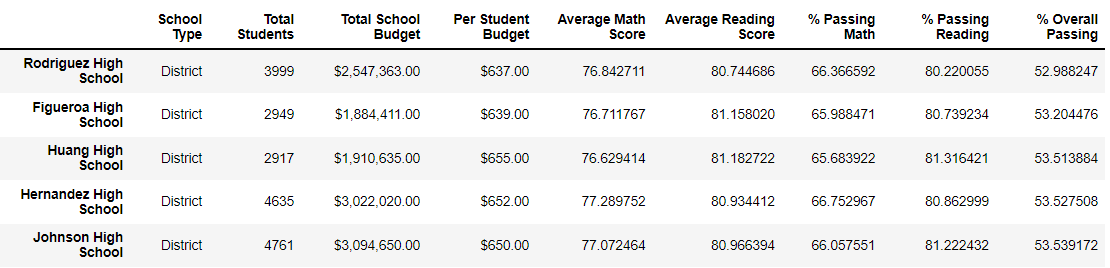 School Type Total Students Total School Budget Per Student Budget Average Math Score Average Reading Score % Passing Math % Passing Reading % Overall Passing
Rodriguez High School District 3999 $2,547,363.00 $637.00 76.842711 80.744686 66.366592 80.220055 52.988247
Figueroa High School District 2949 $1,884,411.00 $639.00 76.711767 81.158020 65.988471 80.739234 53.204476
Huang High School District 2917 $1,910,635.00 $655.00 76.629414 81.182722 65.683922 81.316421 53.513884
Hernandez High School District 4635 $3,022,020.00 $652.00 77.289752 80.934412 66.752967 80.862999 53.527508
Johnson High School District 4761 $3,094,650.00 $650.00 77.072464 80.966394 66.057551 81.222432 53.539172